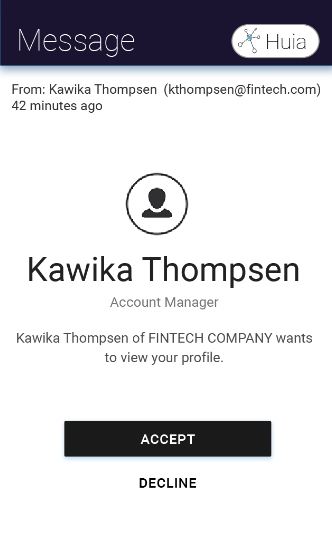 Message
Huia
From: Kawika Thompsen (kthompsen@fintech.com)
42 minutes ago
Kawika Thompsen
Account Manager
Kawika Thompsen of FINTECH COMPANY wants
to view your profile.
ACCEPT
DECLINE